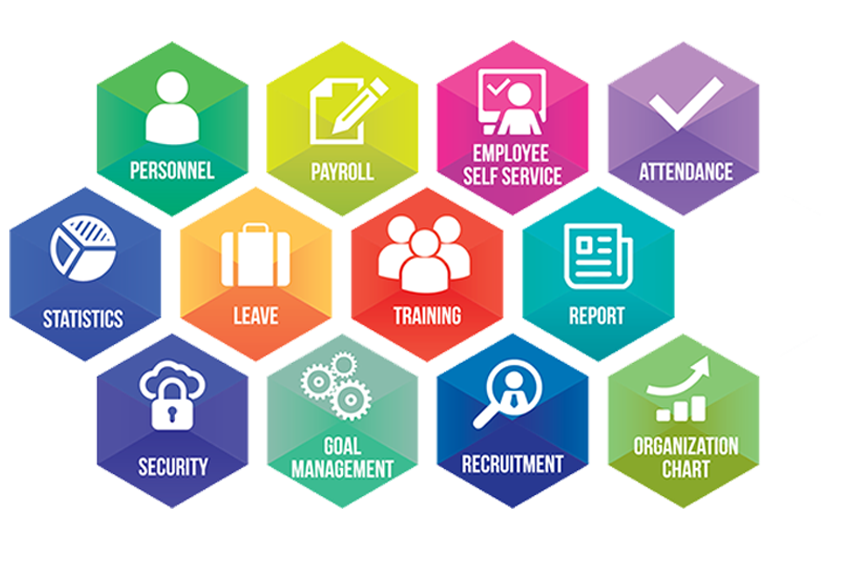 PERSONNEL
PAYROLL
EMPLOYEE
SELF SERVICE
ATTENDANCE
STATISTICS
LEAVE
TRAINING
REPORT
SECURITY
GOAL
MANAGEMENT
RECRUITMENT
ORGANIZATION
CHART